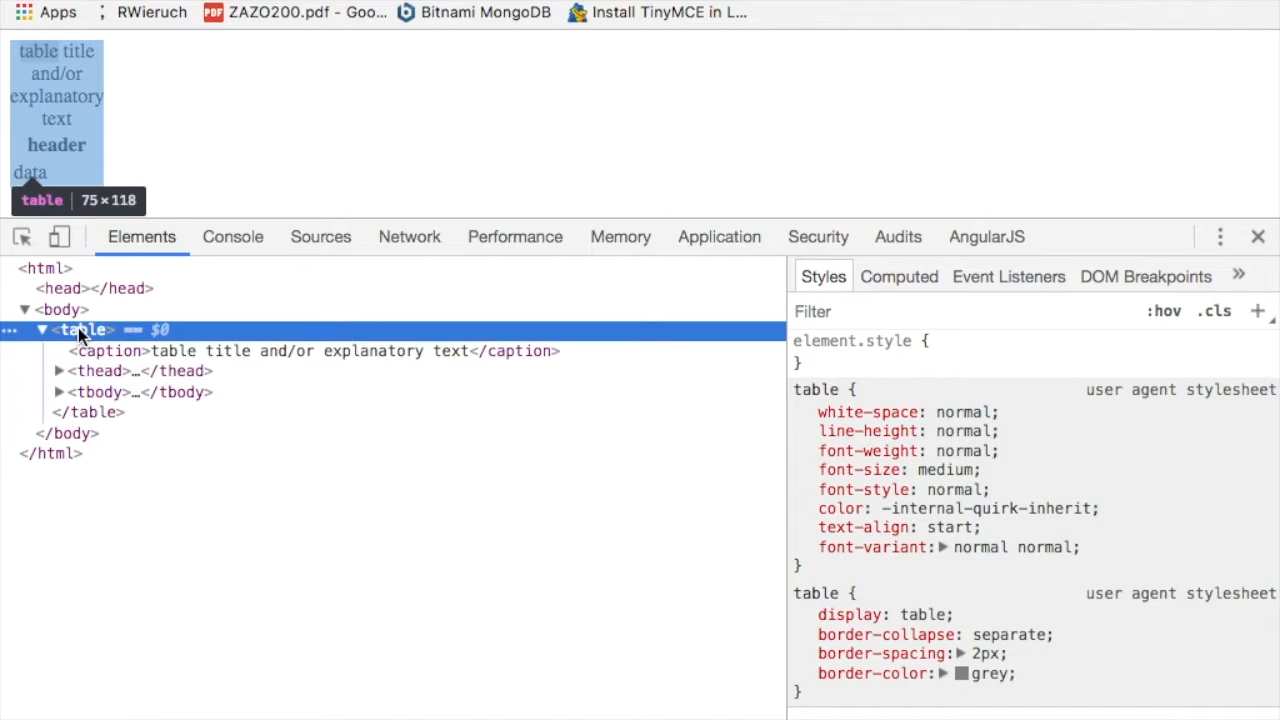 Apps ; RWieruch ZAZO200.pdf - Goo... Bitnami MongoDB Install TinyMCE in L...
table title
and/or
explanatory
text
header
data
table 75×118
Elements Console Sources Network Performance Memory Application Security Audits AngularJS
<html>
<head></head>
<body>
<table> == $0
<caption>table title and/or explanatory text</caption>
<thead>…</thead>
<tbody>…</tbody>
</table>
</body>
</html>
Styles Computed Event Listeners DOM Breakpoints »
Filter :hov .cls +
element.style {
}
table { user agent stylesheet
white-space: normal;
line-height: normal;
font-weight: normal;
font-size: medium;
font-style: normal;
color: -internal-quirk-inherit;
text-align: start;
font-variant: normal normal;
}
table { user agent stylesheet
display: table;
border-collapse: separate;
border-spacing: 2px;
border-color: grey;
}